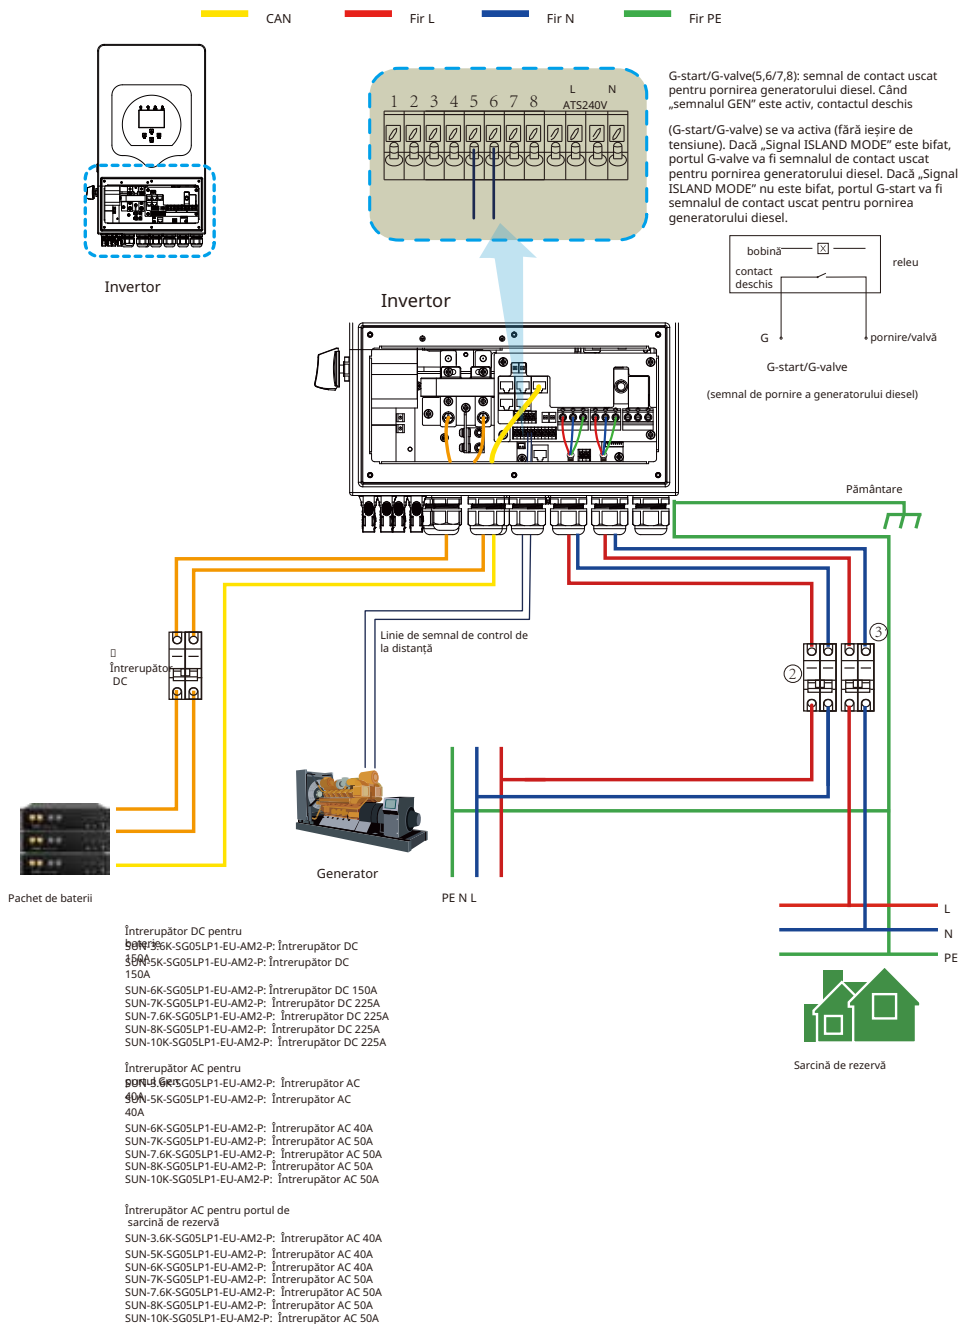 CAN Fir L Fir N Fir PE
G-start/G-valve(5,6/7,8): semnal de contact uscat
pentru pornirea generatorului diesel. Când
„semnalul GEN” este activ, contactul deschis
(G-start/G-valve) se va activa (fără ieșire de
tensiune). Dacă „Signal ISLAND MODE” este bifat,
portul G-valve va fi semnalul de contact uscat
pentru pornirea generatorului diesel. Dacă „Signal
ISLAND MODE” nu este bifat, portul G-start va fi
semnalul de contact uscat pentru pornirea
generatorului diesel.
L N
1 2 3 4 5 6 7 8 ATS240V
bobină
contact
deschis
releu
G
pornire/valvă
G-start/G-valve
(semnal de pornire a generatorului diesel)
Invertor
Invertor
Pământare
Linie de semnal de control de
la distanță
Întrerupător
DC
2
3
Pachet de baterii
Generator
PE N L
L
N
PE
Sarcină de rezervă
Întrerupător DC pentru
baterie
SUN-3.6K-SG05LP1-EU-AM2-P: Întrerupător DC
150A
SUN-5K-SG05LP1-EU-AM2-P: Întrerupător DC
150A
SUN-6K-SG05LP1-EU-AM2-P: Întrerupător DC 150A
SUN-7K-SG05LP1-EU-AM2-P: Întrerupător DC 225A
SUN-7.6K-SG05LP1-EU-AM2-P: Întrerupător DC 225A
SUN-8K-SG05LP1-EU-AM2-P: Întrerupător DC 225A
SUN-10K-SG05LP1-EU-AM2-P: Întrerupător DC 225A
Întrerupător AC pentru
portul Gen
SUN-3.6K-SG05LP1-EU-AM2-P: Întrerupător AC
40A
SUN-5K-SG05LP1-EU-AM2-P: Întrerupător AC
40A
SUN-6K-SG05LP1-EU-AM2-P: Întrerupător AC 40A
SUN-7K-SG05LP1-EU-AM2-P: Întrerupător AC 50A
SUN-7.6K-SG05LP1-EU-AM2-P: Întrerupător AC 50A
SUN-8K-SG05LP1-EU-AM2-P: Întrerupător AC 50A
SUN-10K-SG05LP1-EU-AM2-P: Întrerupător AC 50A
Întrerupător AC pentru portul de
sarcină de rezervă
SUN-3.6K-SG05LP1-EU-AM2-P: Întrerupător AC 40A
SUN-5K-SG05LP1-EU-AM2-P: Întrerupător AC 40A
SUN-6K-SG05LP1-EU-AM2-P: Întrerupător AC 40A
SUN-7K-SG05LP1-EU-AM2-P: Întrerupător AC 50A
SUN-7.6K-SG05LP1-EU-AM2-P: Întrerupător AC 50A
SUN-8K-SG05LP1-EU-AM2-P: Întrerupător AC 50A
SUN-10K-SG05LP1-EU-AM2-P: Întrerupător AC 50A